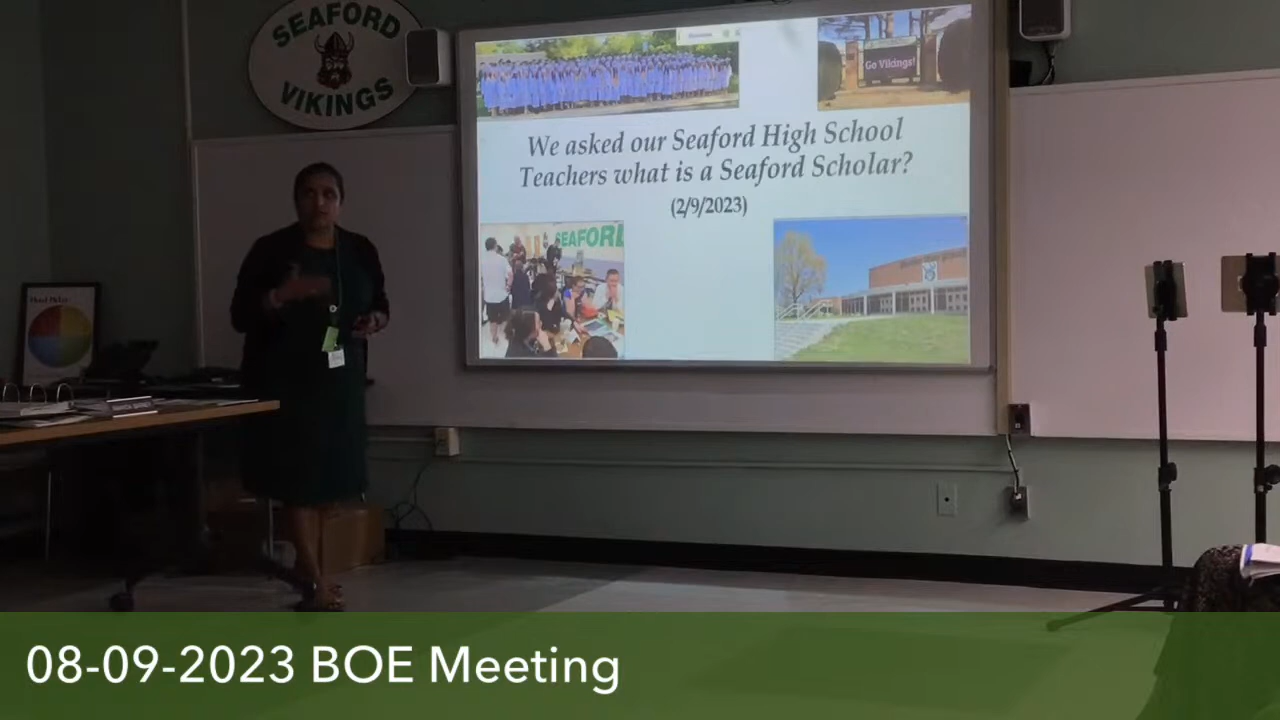 SEAFORD
VIKINGS
Go Vikings!
We asked our Seaford High School
Teachers what is a Seaford Scholar?
(2/9/2023)
SEAFORD
08-09-2023 BOE Meeting